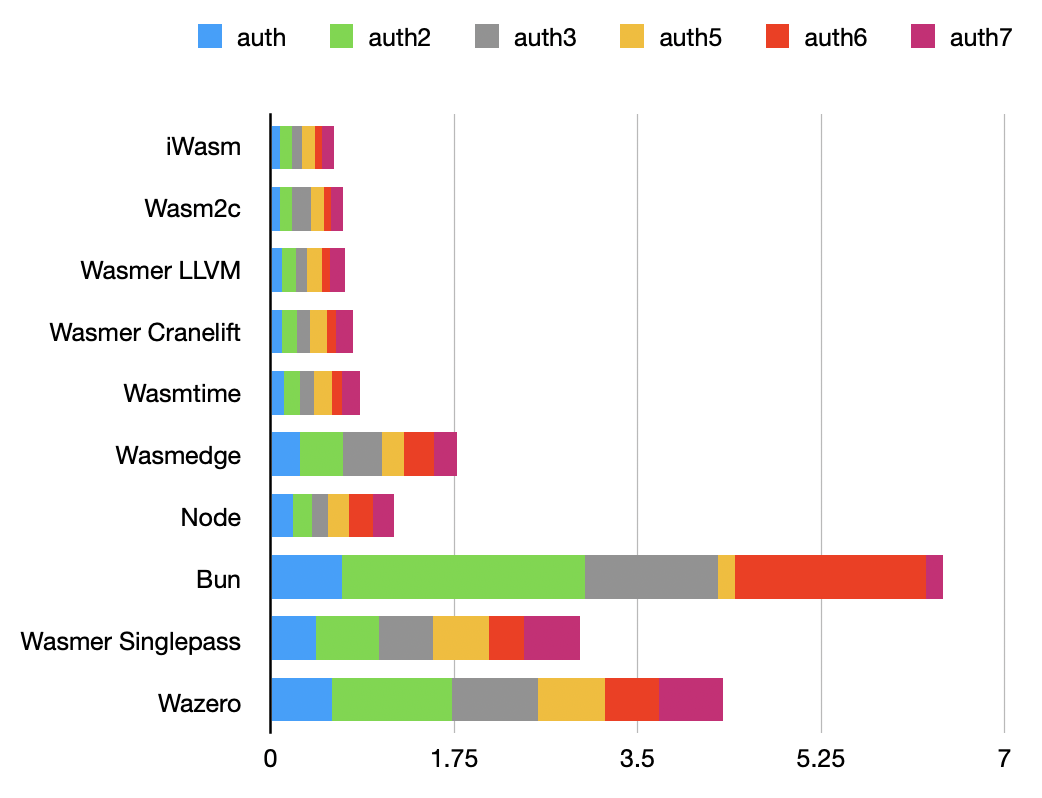 auth auth2 auth3 auth5 auth6 auth7
iWasm
Wasm2c
Wasmer LLVM
Wasmer Cranelift
Wasmtime
Wasmedge
Node
Bun
Wasmer Singlepass
Wazero
0 1.75 3.5 5.25 7